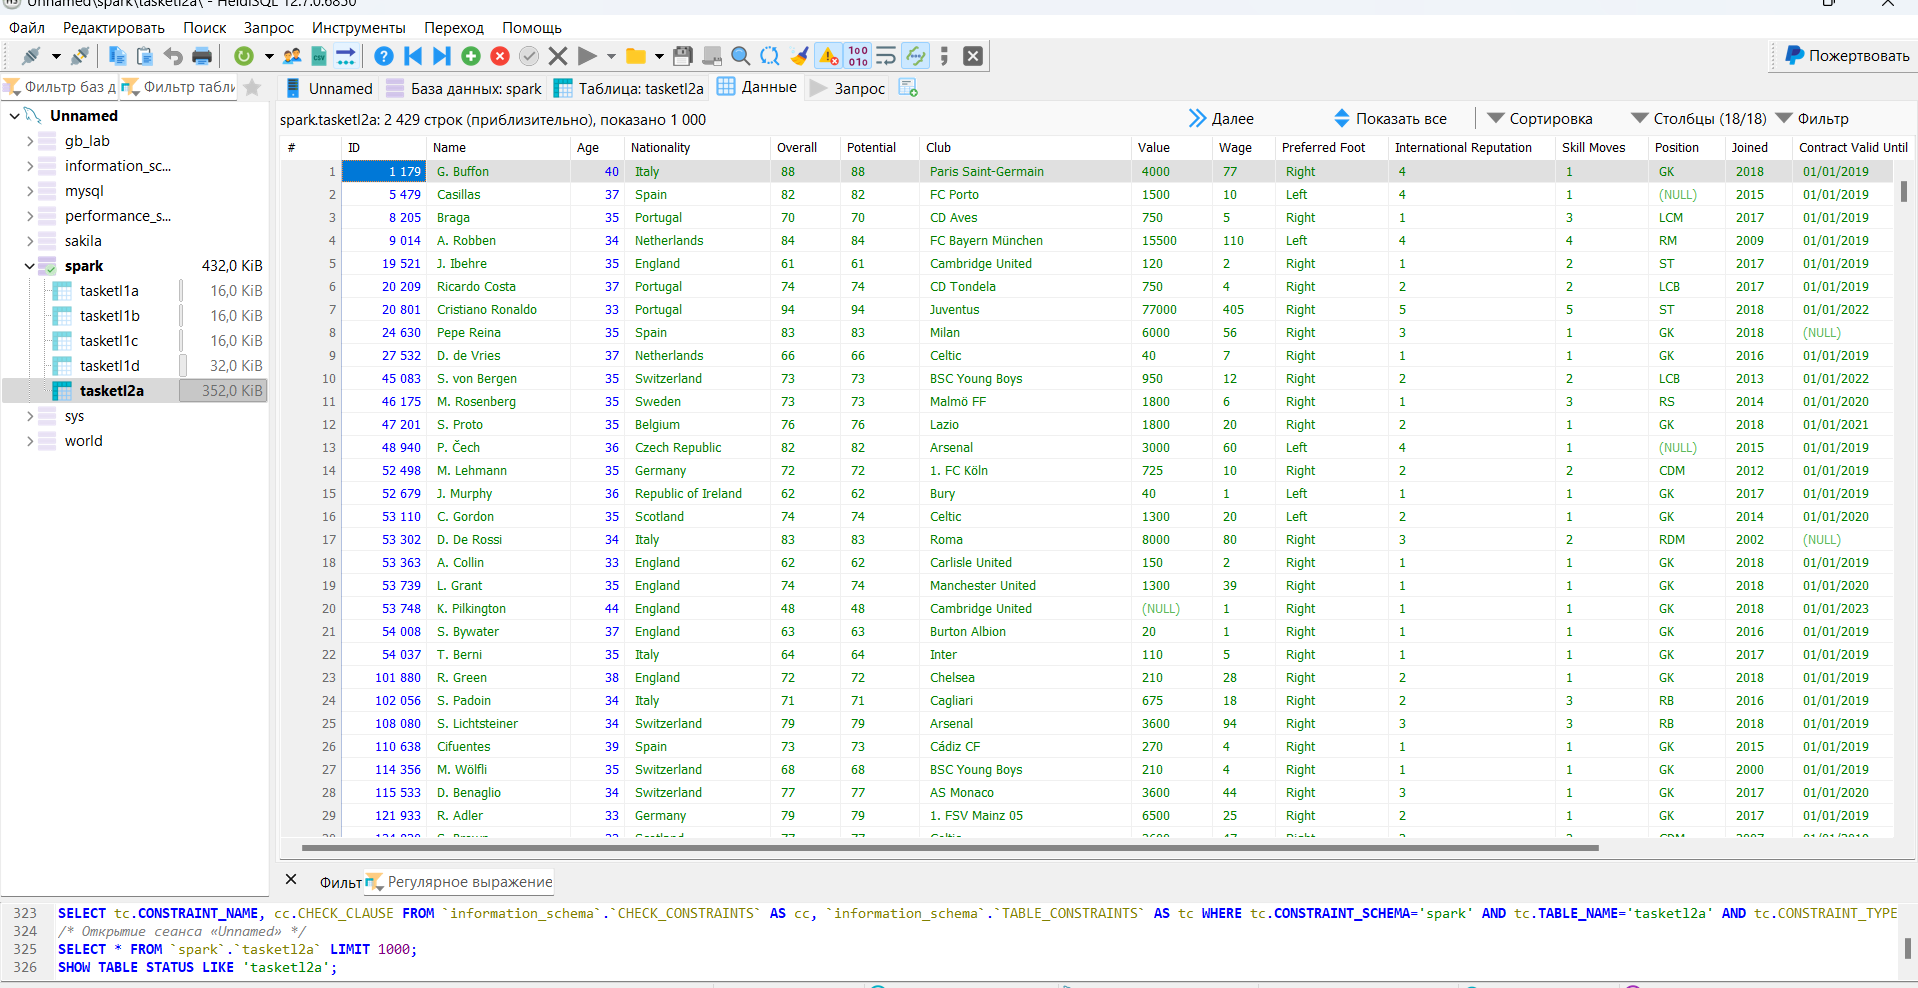 Unnamed\spark\tasketl2a\ - HeidiSQL 12.7.0.6850
Файл Редактировать Поиск Запрос Инструменты Переход Помощь
Пожертвовать
Фильтр баз д Фильтр табли
Unnamed База данных: spark Таблица: tasketl2a Данные Запрос
Unnamed
gb_lab
information_sc...
mysql
performance_s...
sakila
spark 432,0 KiB
tasketl1a 16,0 KiB
tasketl1b 16,0 KiB
tasketl1c 16,0 KiB
tasketl1d 32,0 KiB
tasketl2a 352,0 KiB
sys
world
spark.tasketl2a: 2 429 строк (приблизительно), показано 1 000 Далее Показать все Сортировка Столбцы (18/18) Фильтр
# ID Name Age Nationality Overall Potential Club Value Wage Preferred Foot International Reputation Skill Moves Position Joined Contract Valid Until
1 1 179 G. Buffon 40 Italy 88 88 Paris Saint-Germain 4000 77 Right 4 1 GK 2018 01/01/2019
2 5 479 Casillas 37 Spain 82 82 FC Porto 1500 10 Left 4 1 (NULL) 2015 01/01/2019
3 8 205 Braga 35 Portugal 70 70 CD Aves 750 5 Right 1 3 LCM 2017 01/01/2019
4 9 014 A. Robben 34 Netherlands 84 84 FC Bayern München 15500 110 Left 4 4 RM 2009 01/01/2019
5 19 521 J. Ibehre 35 England 61 61 Cambridge United 120 2 Right 1 2 ST 2017 01/01/2019
6 20 209 Ricardo Costa 37 Portugal 74 74 CD Tondela 750 4 Right 2 2 LCB 2017 01/01/2019
7 20 801 Cristiano Ronaldo 33 Portugal 94 94 Juventus 77000 405 Right 5 5 ST 2018 01/01/2022
8 24 630 Pepe Reina 35 Spain 83 83 Milan 6000 56 Right 3 1 GK 2018 (NULL)
9 27 532 D. de Vries 37 Netherlands 66 66 Celtic 40 7 Right 1 1 GK 2016 01/01/2019
10 45 083 S. von Bergen 35 Switzerland 73 73 BSC Young Boys 950 12 Right 2 2 LCB 2013 01/01/2022
11 46 175 M. Rosenberg 35 Sweden 73 73 Malmö FF 1800 6 Right 1 3 RS 2014 01/01/2020
12 47 201 S. Proto 35 Belgium 76 76 Lazio 1800 20 Right 2 1 GK 2018 01/01/2021
13 48 940 P. Čech 36 Czech Republic 82 82 Arsenal 3000 60 Left 4 1 (NULL) 2015 01/01/2019
14 52 498 M. Lehmann 35 Germany 72 72 1. FC Köln 725 10 Right 2 2 CDM 2012 01/01/2019
15 52 679 J. Murphy 36 Republic of Ireland 62 62 Bury 40 1 Left 1 1 GK 2017 01/01/2019
16 53 110 C. Gordon 35 Scotland 74 74 Celtic 1300 20 Left 2 1 GK 2014 01/01/2020
17 53 302 D. De Rossi 34 Italy 83 83 Roma 8000 80 Right 3 2 RDM 2002 (NULL)
18 53 363 A. Collin 33 England 62 62 Carlisle United 150 2 Right 1 1 GK 2018 01/01/2019
19 53 739 L. Grant 35 England 74 74 Manchester United 1300 39 Right 1 1 GK 2018 01/01/2020
20 53 748 K. Pilkington 44 England 48 48 Cambridge United (NULL) 1 Right 1 1 GK 2018 01/01/2023
21 54 008 S. Bywater 37 England 63 63 Burton Albion 20 1 Right 1 1 GK 2016 01/01/2019
22 54 037 T. Berni 35 Italy 64 64 Inter 110 5 Right 1 1 GK 2017 01/01/2019
23 101 880 R. Green 38 England 72 72 Chelsea 210 28 Right 2 1 GK 2018 01/01/2019
24 102 056 S. Padoin 34 Italy 71 71 Cagliari 675 18 Right 2 3 RB 2016 01/01/2019
25 108 080 S. Lichtsteiner 34 Switzerland 79 79 Arsenal 3600 94 Right 3 3 RB 2018 01/01/2019
26 110 638 Cifuentes 39 Spain 73 73 Cádiz CF 270 4 Right 1 1 GK 2015 01/01/2019
27 114 356 M. Wölfli 35 Switzerland 68 68 BSC Young Boys 210 4 Right 1 1 GK 2000 01/01/2019
28 115 533 D. Benaglio 34 Switzerland 77 77 AS Monaco 3600 44 Right 3 1 GK 2017 01/01/2020
29 121 933 R. Adler 33 Germany 79 79 1. FSV Mainz 05 6500 25 Right 2 1 GK 2017 01/01/2019
Фильт Регулярное выражение
323 SELECT tc.CONSTRAINT_NAME, cc.CHECK_CLAUSE FROM `information_schema`.`CHECK_CONSTRAINTS` AS cc, `information_schema`.`TABLE_CONSTRAINTS` AS tc WHERE tc.CONSTRAINT_SCHEMA='spark' AND tc.TABLE_NAME='tasketl2a' AND tc.CONSTRAINT_TYPE
324 /* Открытие сеанса «Unnamed» */
325 SELECT * FROM `spark`.`tasketl2a` LIMIT 1000;
326 SHOW TABLE STATUS LIKE 'tasketl2a';